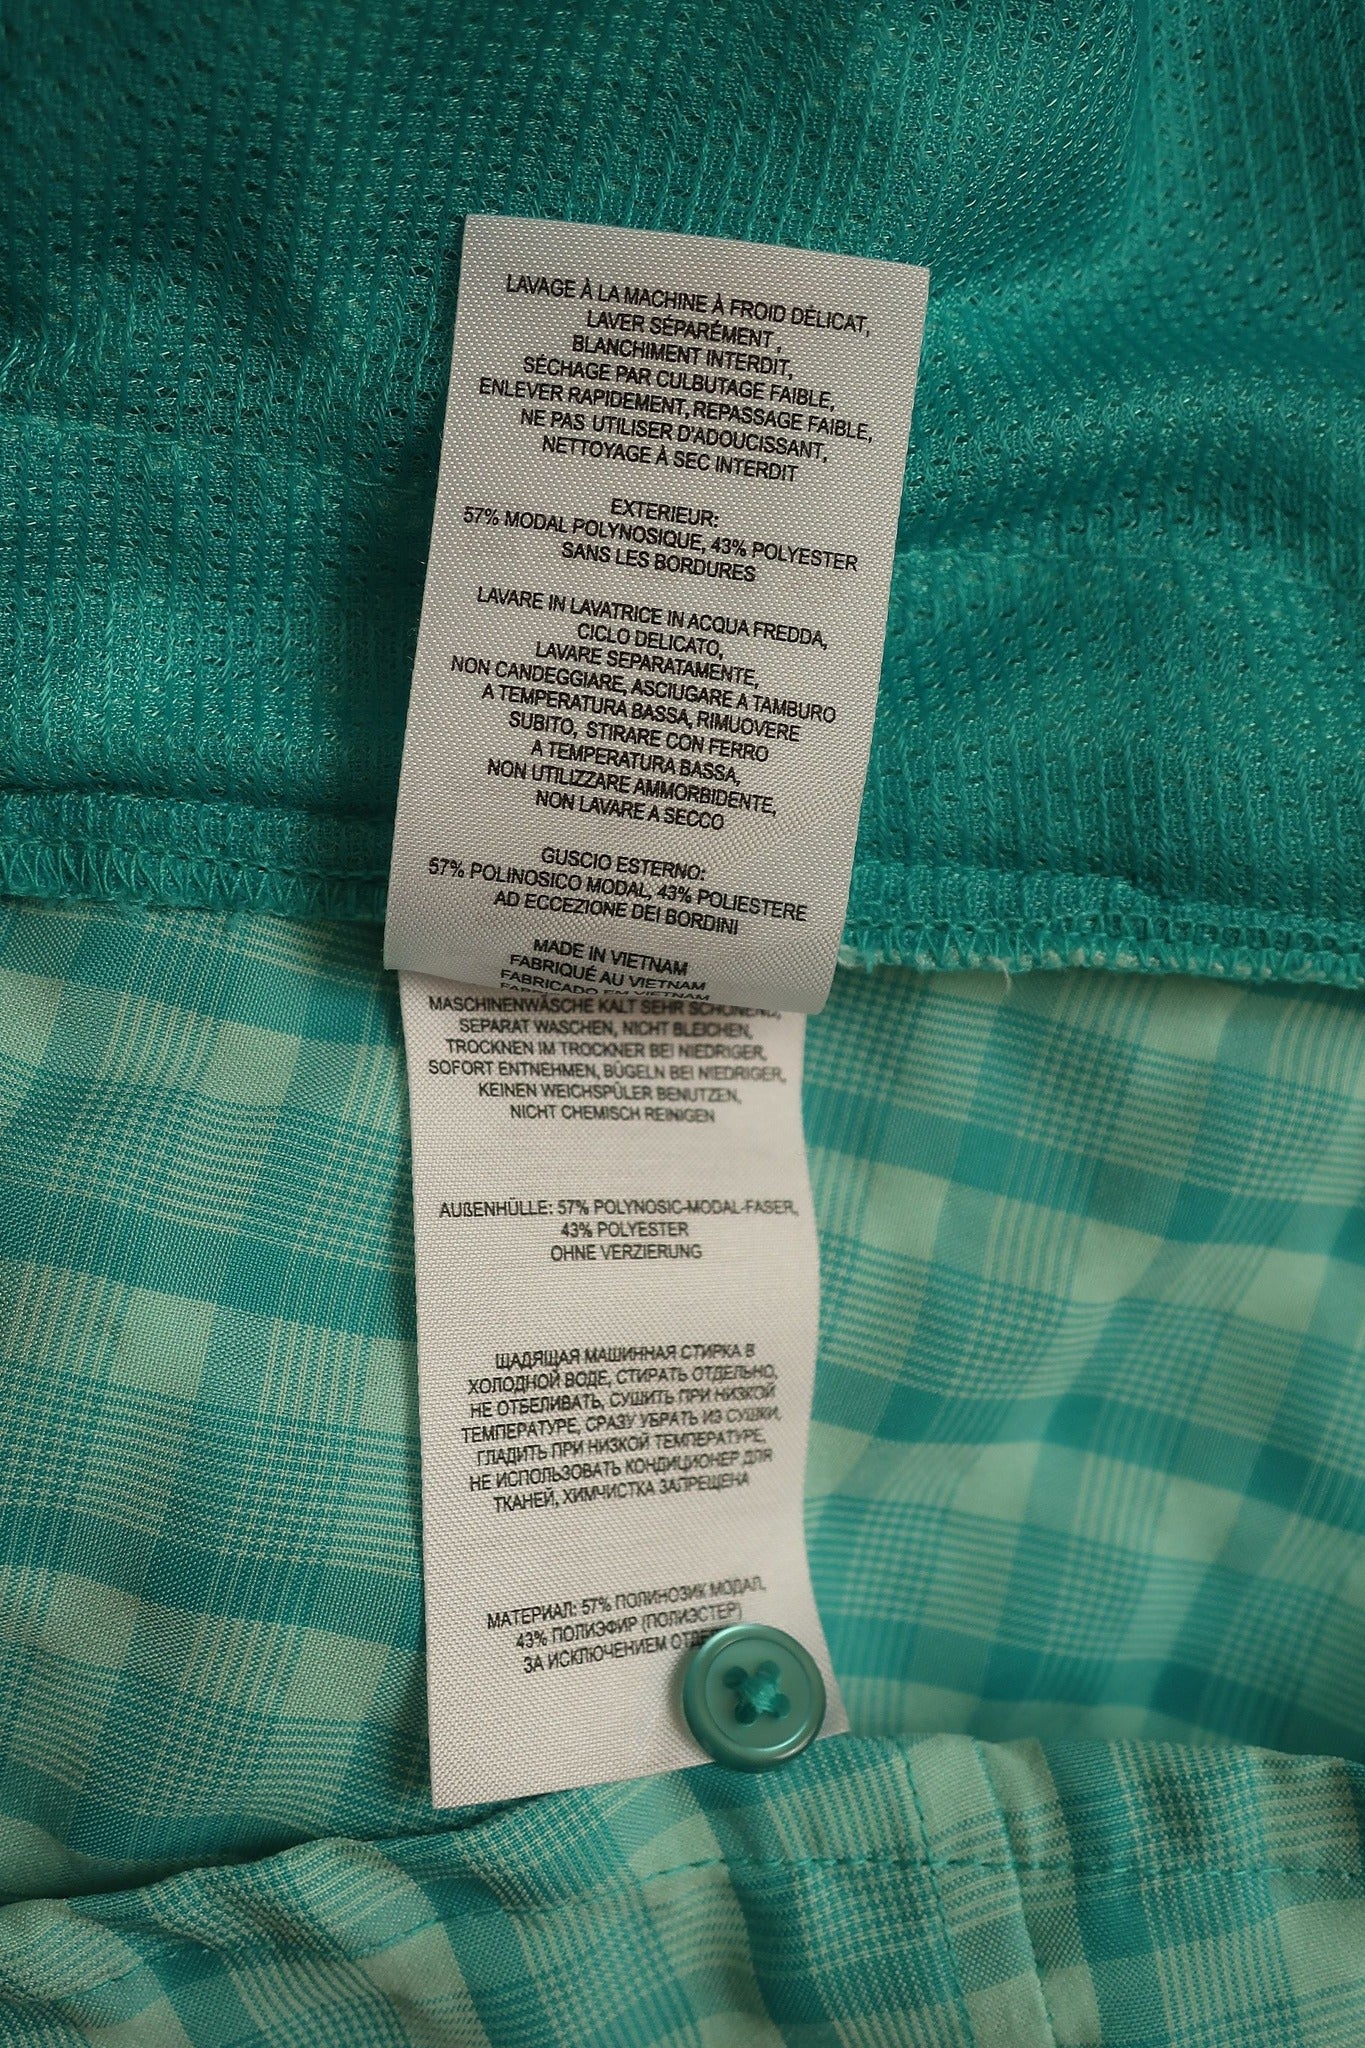 LAVAGE À LA MACHINE À FROID DÉLICAT,
LAVER SÉPARÉMENT ,
BLANCHIMENT INTERDIT,
SÉCHAGE PAR CULBUTAGE FAIBLE,
ENLEVER RAPIDEMENT, REPASSAGE FAIBLE,
NE PAS UTILISER D'ADOUCISSANT,
NETTOYAGE À SEC INTERDIT
EXTERIEUR:
57% MODAL POLYNOSIQUE, 43% POLYESTER
SANS LES BORDURES
LAVARE IN LAVATRICE IN ACQUA FREDDA,
CICLO DELICATO,
LAVARE SEPARATAMENTE,
NON CANDEGGIARE, ASCIUGARE A TAMBURO
A TEMPERATURA BASSA, RIMUOVERE
SUBITO, STIRARE CON FERRO
A TEMPERATURA BASSA,
NON UTILIZZARE AMMORBIDENTE,
NON LAVARE A SECCO
GUSCIO ESTERNO:
57% POLINOSICO MODAL, 43% POLIESTERE
AD ECCEZIONE DEI BORDINI
MADE IN VIETNAM
FABRIQUÉ AU VIETNAM
FABRICADO EM VIETNAM
MASCHINENWÄSCHE KALT SEHR SCHONEND,
SEPARAT WASCHEN, NICHT BLEICHEN,
TROCKNEN IM TROCKNER BEI NIEDRIGER,
SOFORT ENTNEHMEN, BÜGELN BEI NIEDRIGER,
KEINEN WEICHSPÜLER BENUTZEN,
NICHT CHEMISCH REINIGEN
AUßENHÜLLE: 57% POLYNOSIC-MODAL-FASER,
43% POLYESTER
OHNE VERZIERUNG
ЩАДЯЩАЯ МАШИННАЯ СТИРКА В
ХОЛОДНОЙ ВОДЕ, СТИРАТЬ ОТДЕЛЬНО,
НЕ ОТБЕЛИВАТЬ, СУШИТЬ ПРИ НИЗКОЙ
ТЕМПЕРАТУРЕ, СРАЗУ УБРАТЬ ИЗ СУШКИ,
ГЛАДИТЬ ПРИ НИЗКОЙ ТЕМПЕРАТУРЕ,
НЕ ИСПОЛЬЗОВАТЬ КОНДИЦИОНЕР ДЛЯ
ТКАНЕЙ, ХИМЧИСТКА ЗАПРЕЩЕНА
МАТЕРИАЛ: 57% ПОЛИНОЗИК МОДАЛ,
43% ПОЛИЭФИР (ПОЛИЭСТЕР)
ЗА ИСКЛЮЧЕНИЕМ